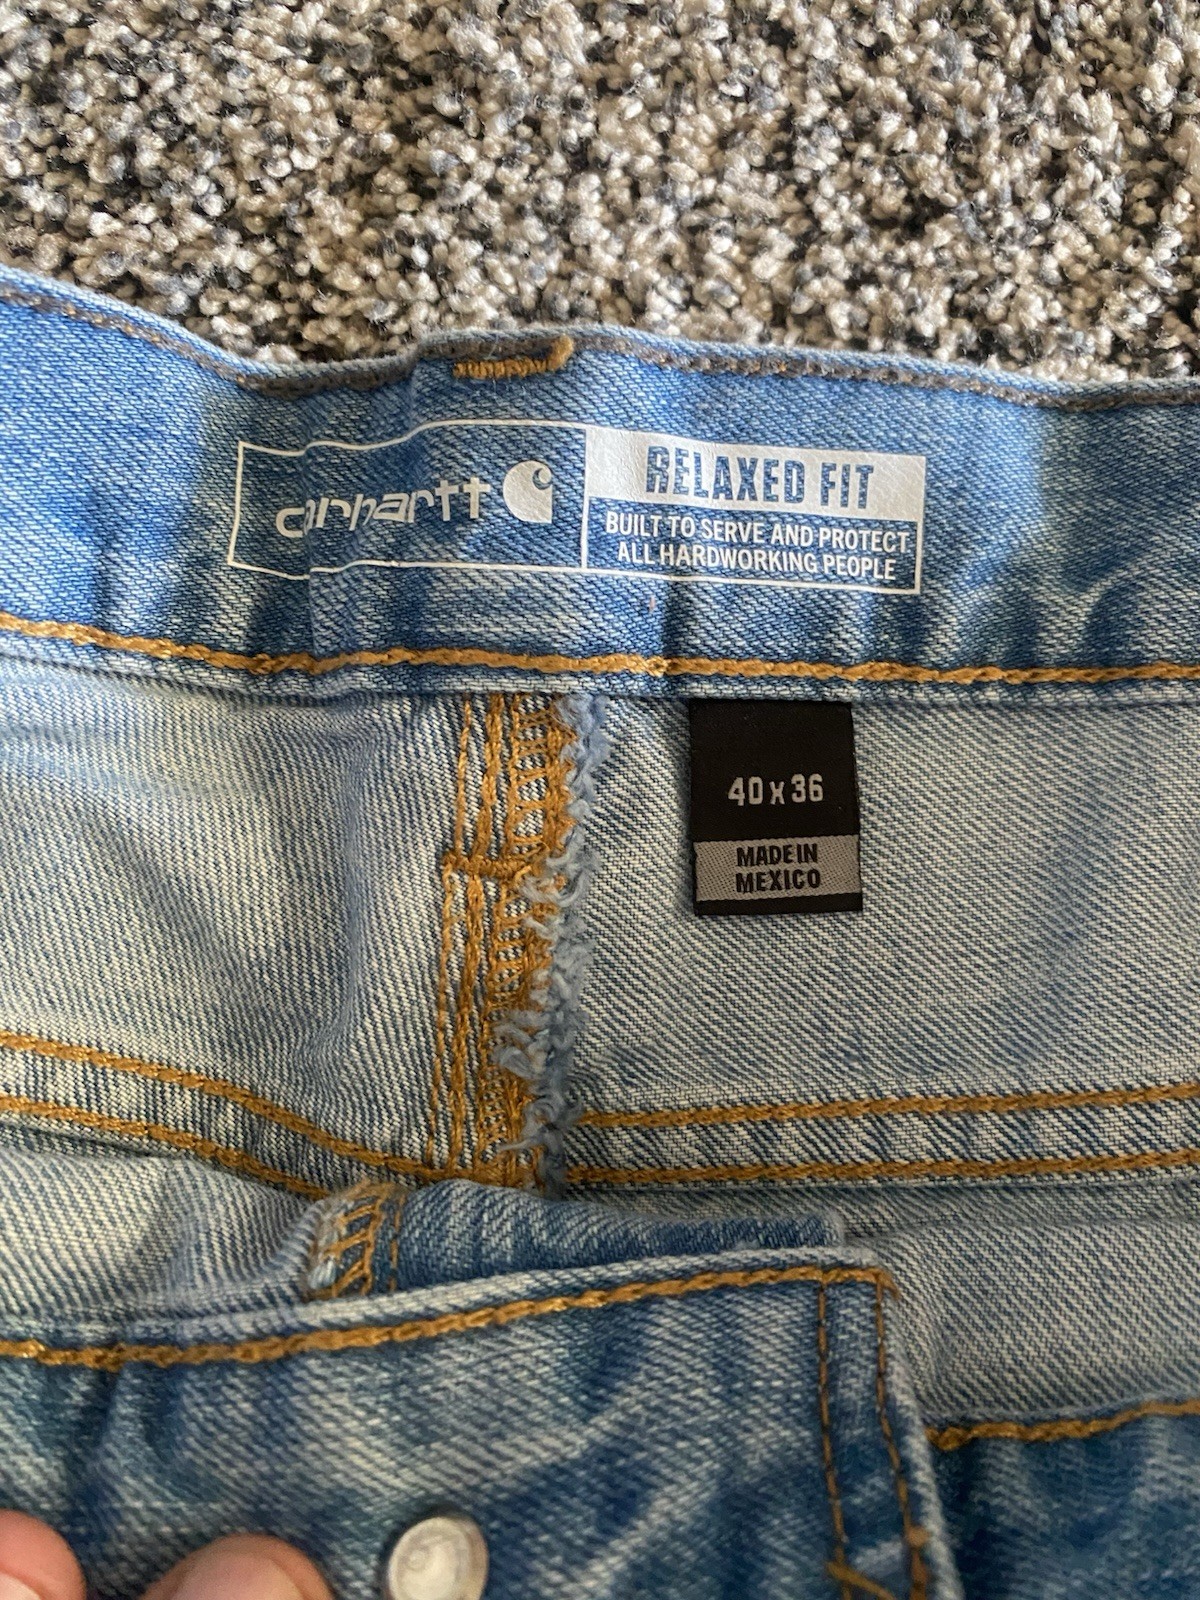 carhartt
RELAXED FIT
BUILT TO SERVE AND PROTECT
ALL HARDWORKING PEOPLE
40 x 36
MADE IN
MEXICO